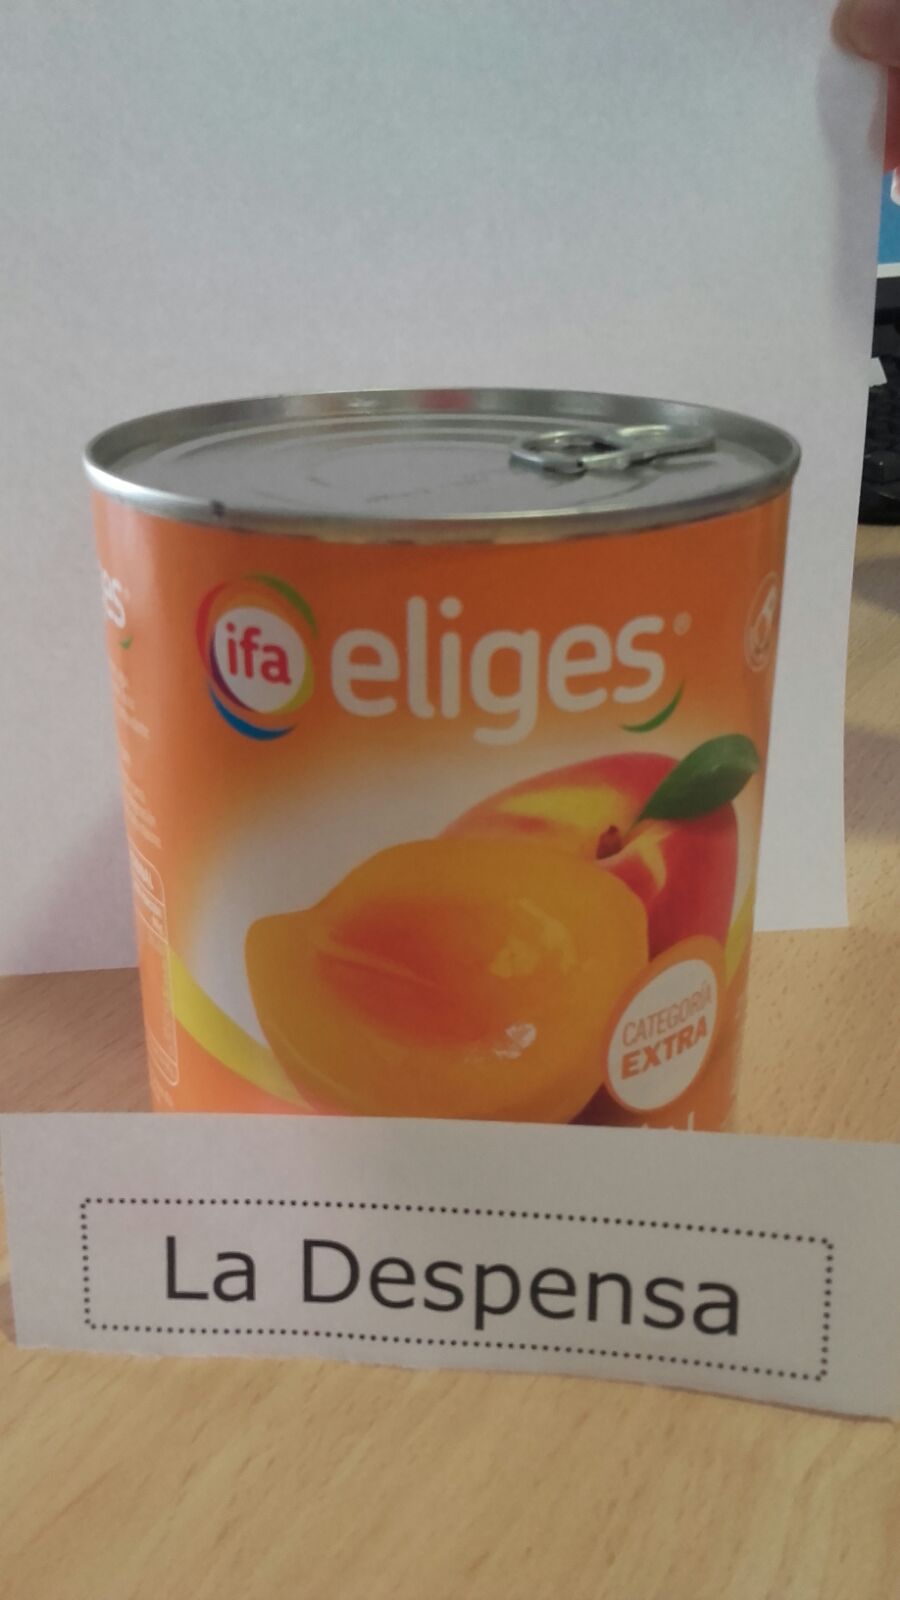 ifa eliges®
CATEGORÍA
EXTRA
La Despensa